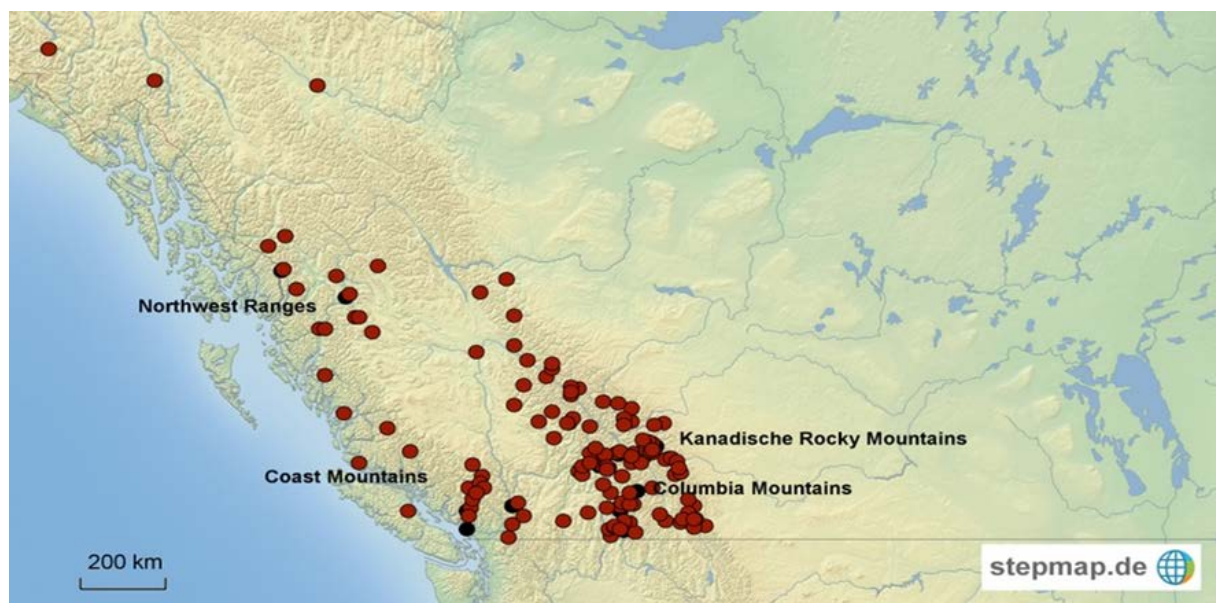 Northwest Ranges
Kanadische Rocky Mountains
Coast Mountains
Columbia Mountains
200 km
stepmap.de